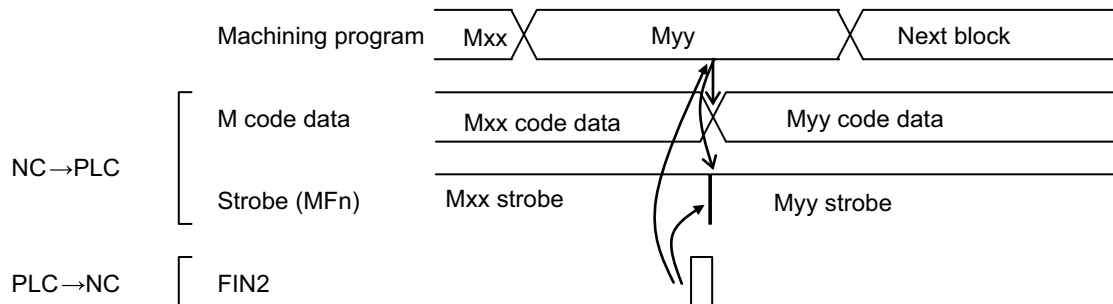 Machining program Mxx Myy Next block
M code data Mxx code data Myy code data
NC→PLC
Strobe (MFn) Mxx strobe Myy strobe
PLC→NC FIN2